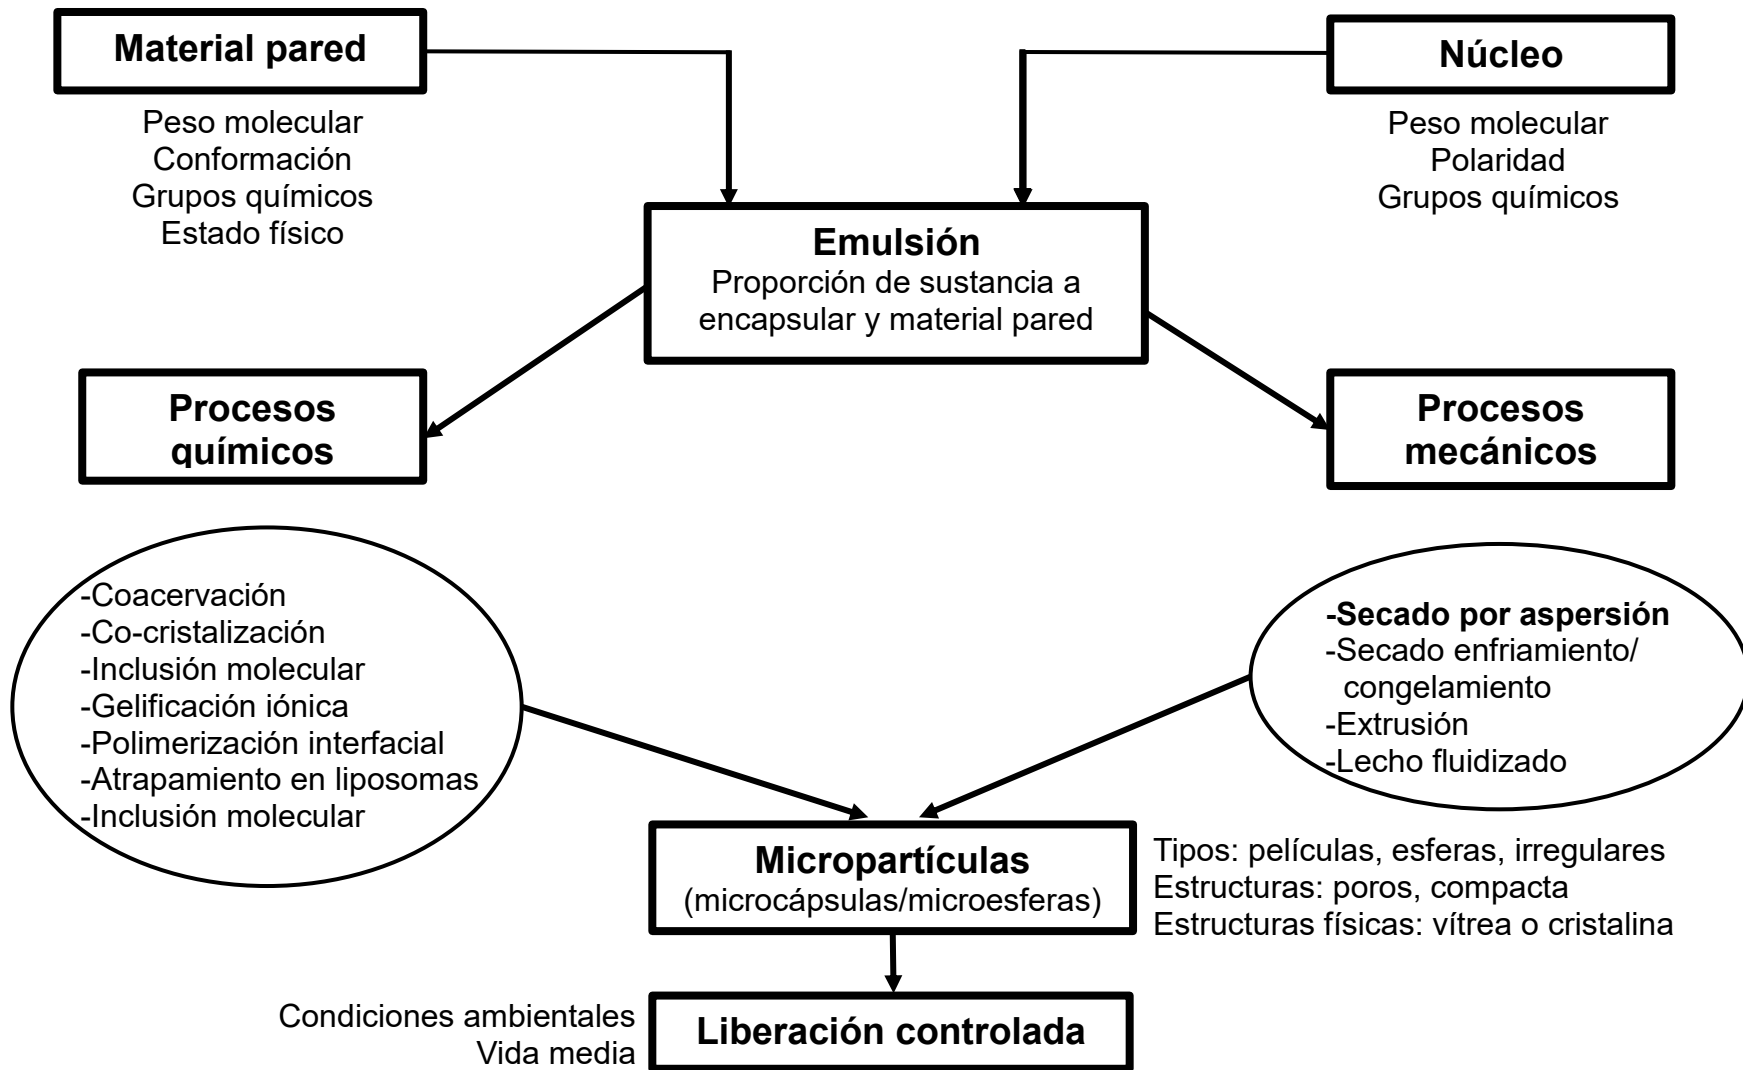 Material pared
Núcleo
Peso molecular
Conformación
Grupos químicos
Estado físico
Peso molecular
Polaridad
Grupos químicos
Emulsión
Proporción de sustancia a
encapsular y material pared
Procesos
químicos
Procesos
mecánicos
-Coacervación
-Co-cristalización
-Inclusión molecular
-Gelificación iónica
-Polimerización interfacial
-Atrapamiento en liposomas
-Inclusión molecular
-Secado por aspersión
-Secado enfriamiento/
congelamiento
-Extrusión
-Lecho fluidizado
Micropartículas
(microcápsulas/microesferas)
Tipos: películas, esferas, irregulares
Estructuras: poros, compacta
Estructuras físicas: vítrea o cristalina
Condiciones ambientales
Vida media
Liberación controlada